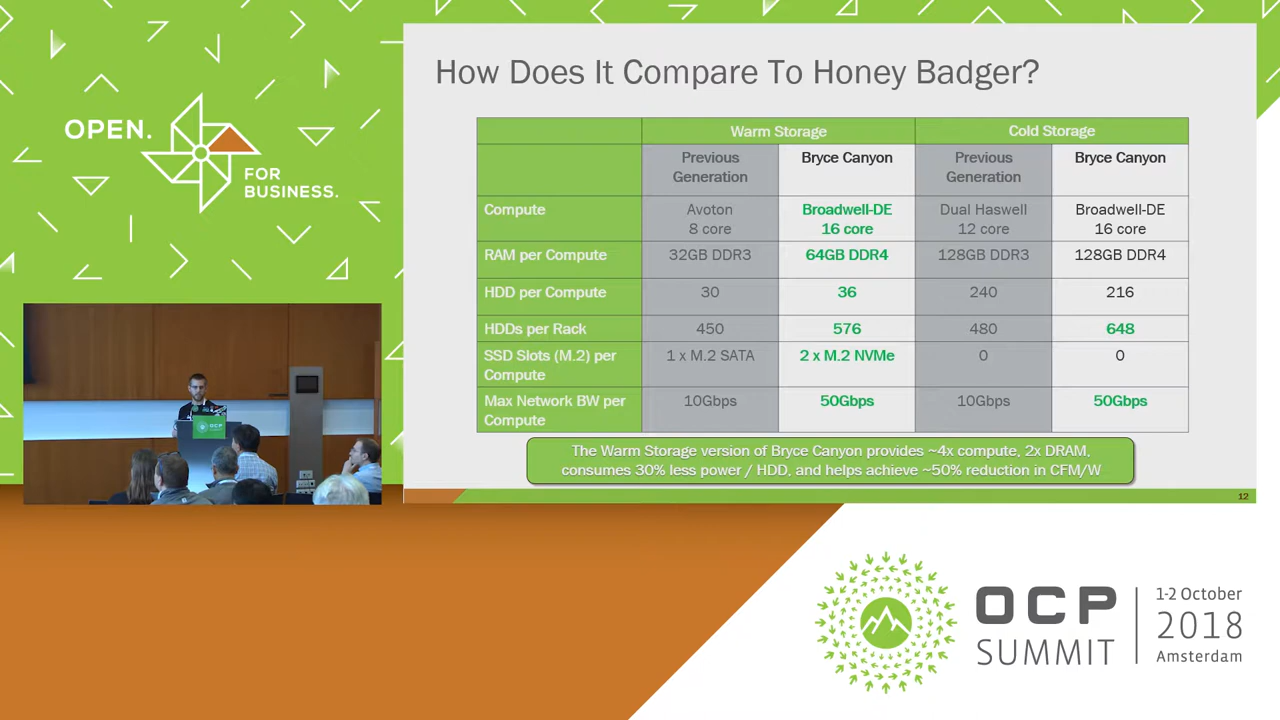 OPEN.
FOR
BUSINESS.
How Does It Compare To Honey Badger?
Warm Storage Cold Storage
Previous Generation Bryce Canyon Previous Generation Bryce Canyon
Compute Avoton 8 core Broadwell-DE 16 core Dual Haswell 12 core Broadwell-DE 16 core
RAM per Compute 32GB DDR3 64GB DDR4 128GB DDR3 128GB DDR4
HDD per Compute 30 36 240 216
HDDs per Rack 450 576 480 648
SSD Slots (M.2) per Compute 1 x M.2 SATA 2 x M.2 NVMe 0 0
Max Network BW per Compute 10Gbps 50Gbps 10Gbps 50Gbps
The Warm Storage version of Bryce Canyon provides ~4x compute, 2x DRAM,
consumes 30% less power / HDD, and helps achieve ~50% reduction in CFM/W
12
OCP
SUMMIT
1-2 October
2018
Amsterdam